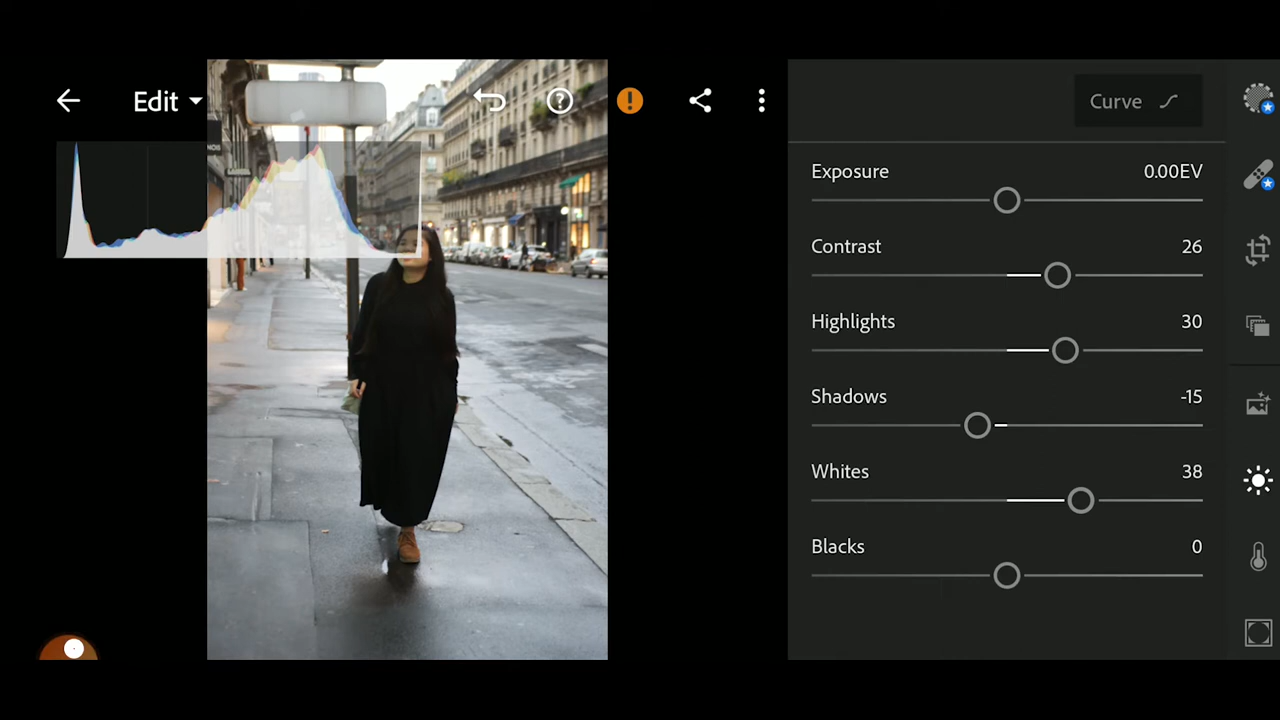 Edit
Curve
Exposure 0.00EV
Contrast 26
Highlights 30
Shadows -15
Whites 38
Blacks 0